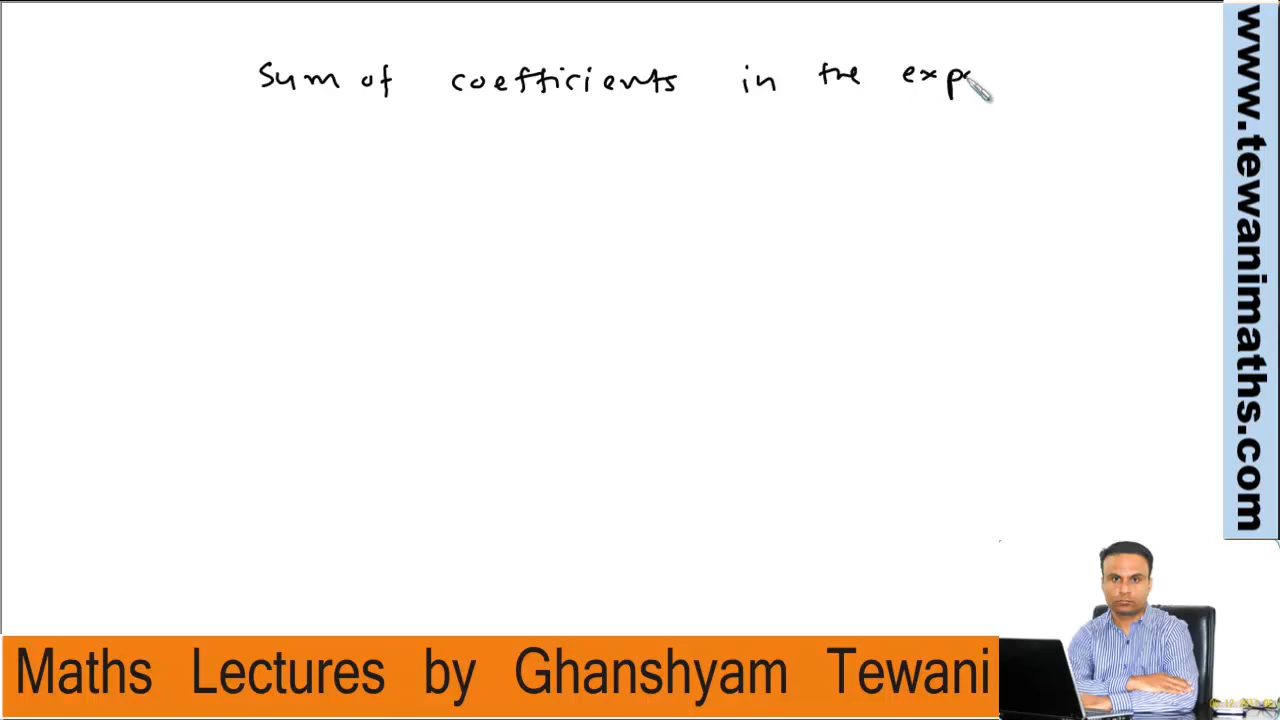 Sum of coefficients in the exp
www.tewanimaths.com
Maths Lectures by Ghanshyam Tewani